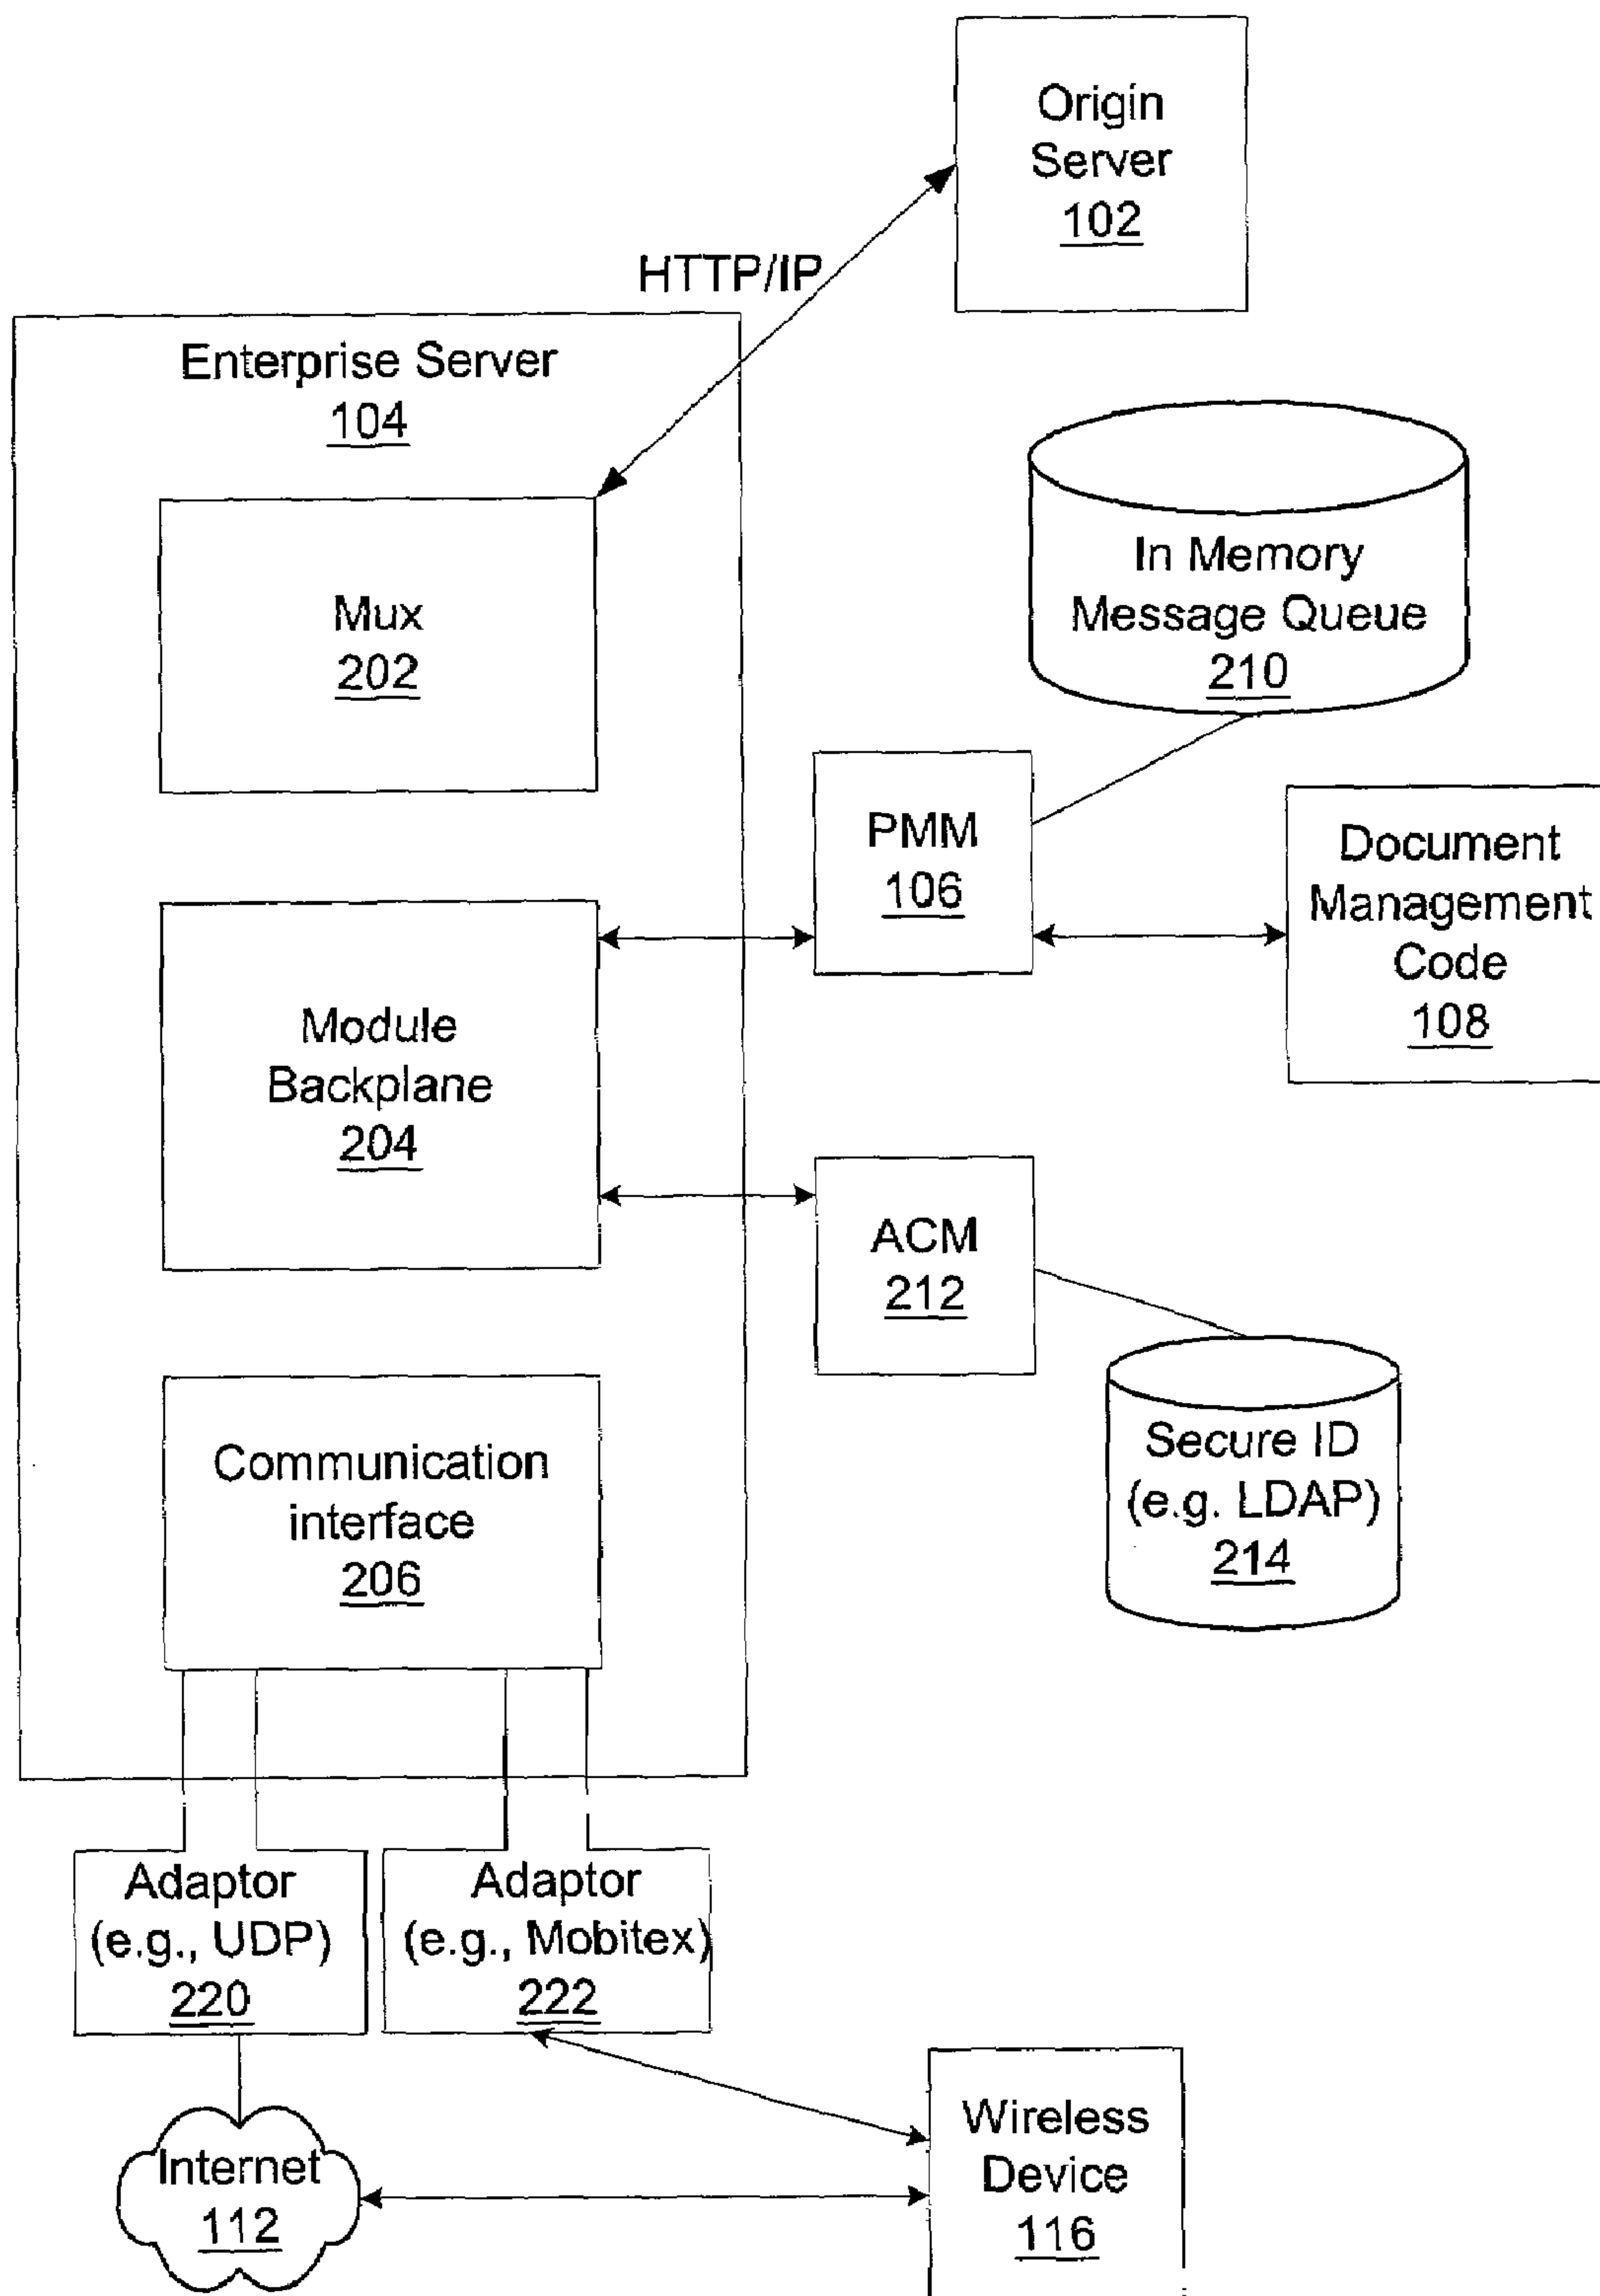 Origin
Server
102
HTTP/IP
Enterprise Server
104
Mux
202
In Memory
Message Queue
210
PMM
106
Document
Management
Code
108
Module
Backplane
204
ACM
212
Communication
interface
206
Secure ID
(e.g. LDAP)
214
Adaptor
(e.g., UDP)
220
Adaptor
(e.g., Mobitex)
222
Internet
112
Wireless
Device
116